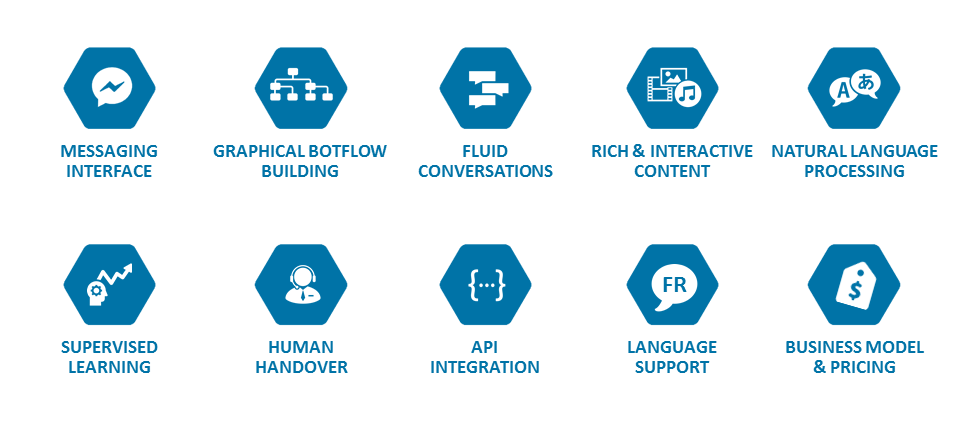 A あ
MESSAGING
INTERFACE
GRAPHICAL BOTFLOW
BUILDING
FLUID
CONVERSATIONS
RICH & INTERACTIVE
CONTENT
NATURAL LANGUAGE
PROCESSING
{...}
FR
$
SUPERVISED
LEARNING
HUMAN
HANDOVER
API
INTEGRATION
LANGUAGE
SUPPORT
BUSINESS MODEL
& PRICING